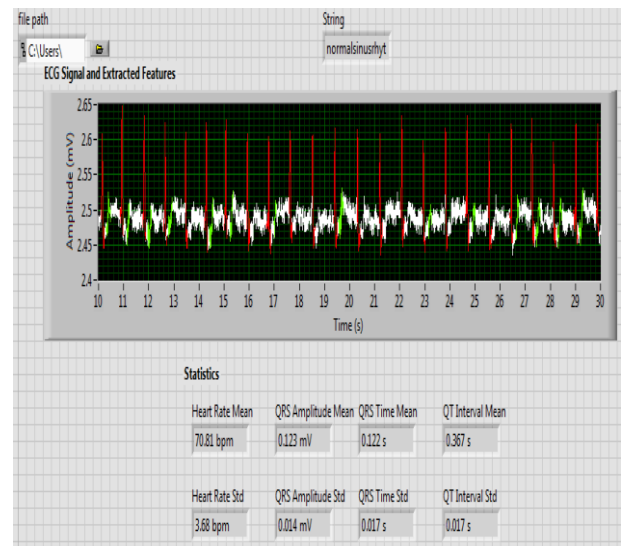 file path
String
C:\Users\
normalsinusrhyt
ECG Signal and Extracted Features
Amplitude (mV)
2.65
2.6
2.55
2.5
2.45
2.4
10 11 12 13 14 15 16 17 18 19 20 21 22 23 24 25 26 27 28 29 30
Time (s)
Statistics
Heart Rate Mean QRS Amplitude Mean QRS Time Mean QT Interval Mean
70.81 bpm 0.123 mV 0.122 s 0.367 s
Heart Rate Std QRS Amplitude Std QRS Time Std QT Interval Std
3.68 bpm 0.014 mV 0.017 s 0.017 s